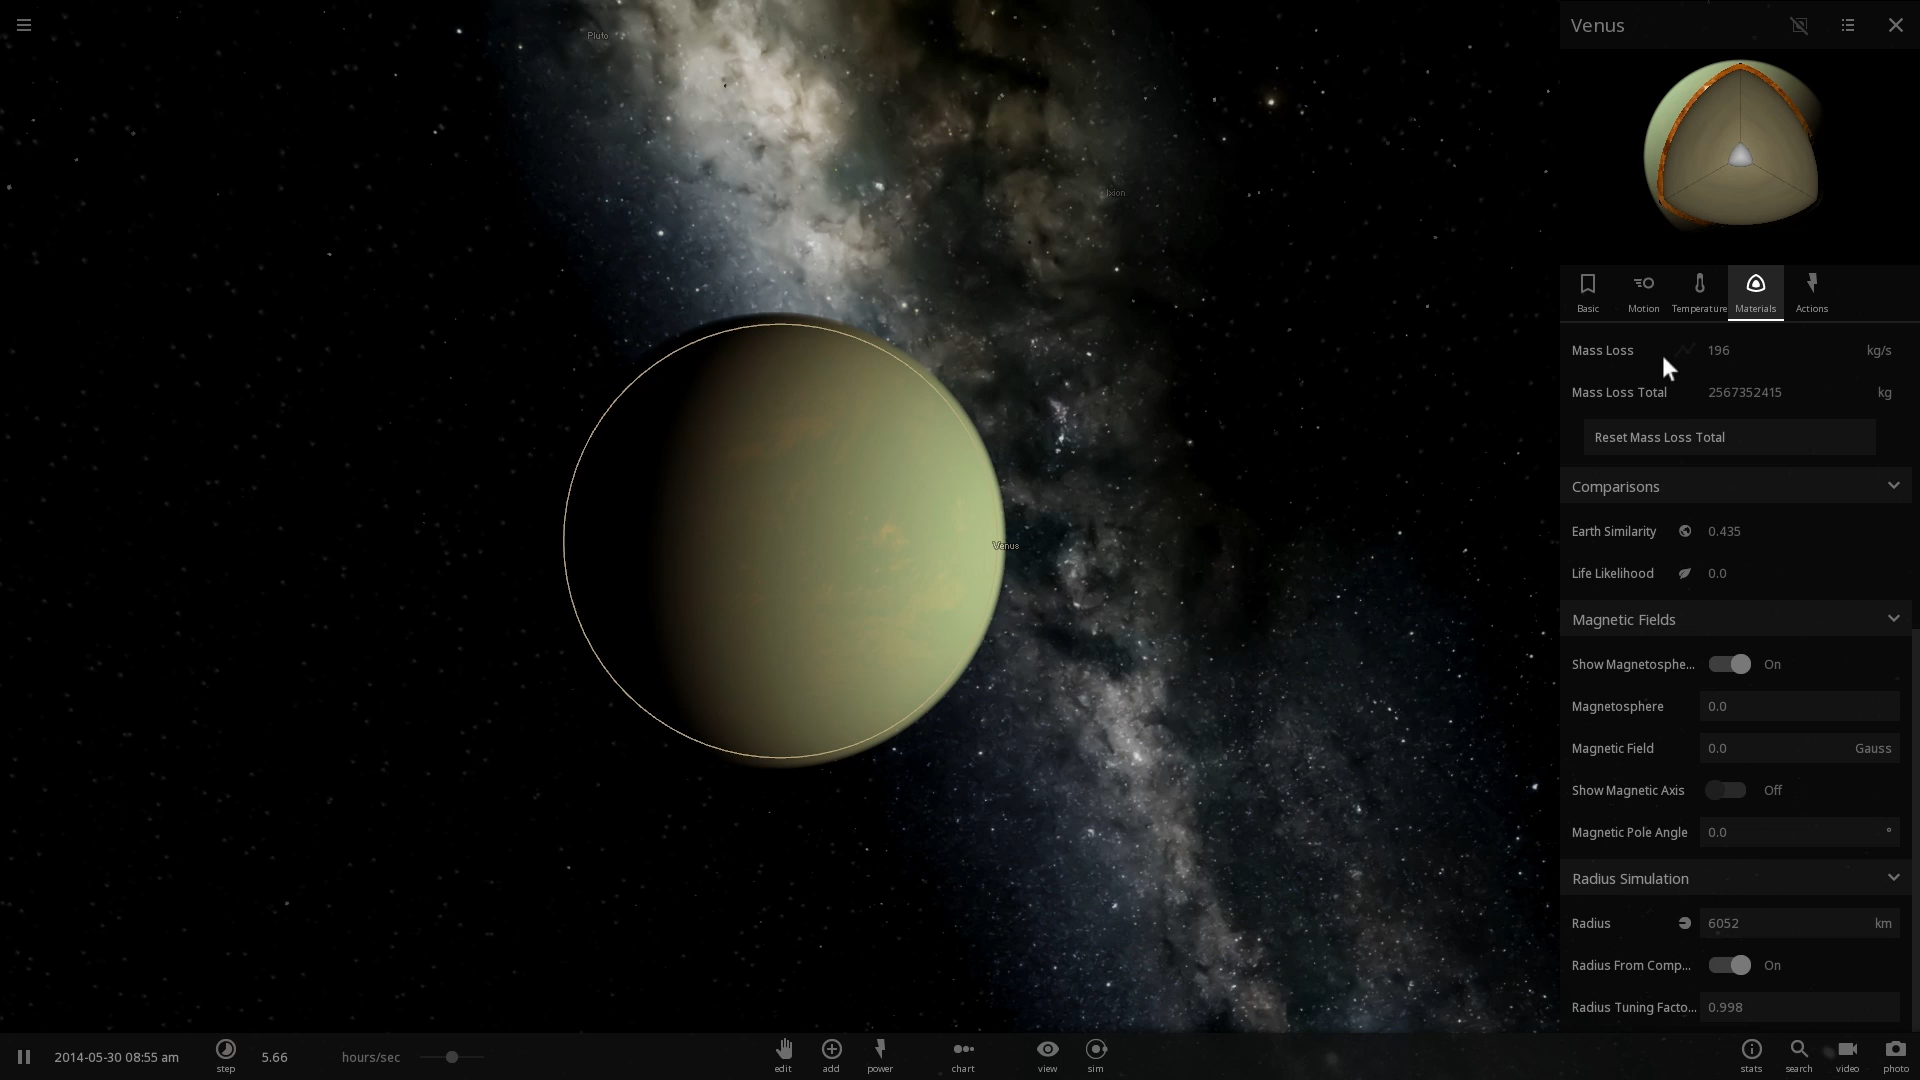 Pluto
Ixion
Venus
Venus
Basic
Motion
Temperature
Materials
Actions
Mass Loss 196 kg/s
Mass Loss Total 2567352415 kg
Reset Mass Loss Total
Comparisons
Earth Similarity 0.435
Life Likelihood 0.0
Magnetic Fields
Show Magnetosphe... On
Magnetosphere 0.0
Magnetic Field 0.0 Gauss
Show Magnetic Axis Off
Magnetic Pole Angle 0.0 °
Radius Simulation
Radius 6052 km
Radius From Comp... On
Radius Tuning Facto... 0.998
2014-05-30 08:55 am
step
5.66 hours/sec
edit
add
power
chart
view
sim
stats
search
video
photo